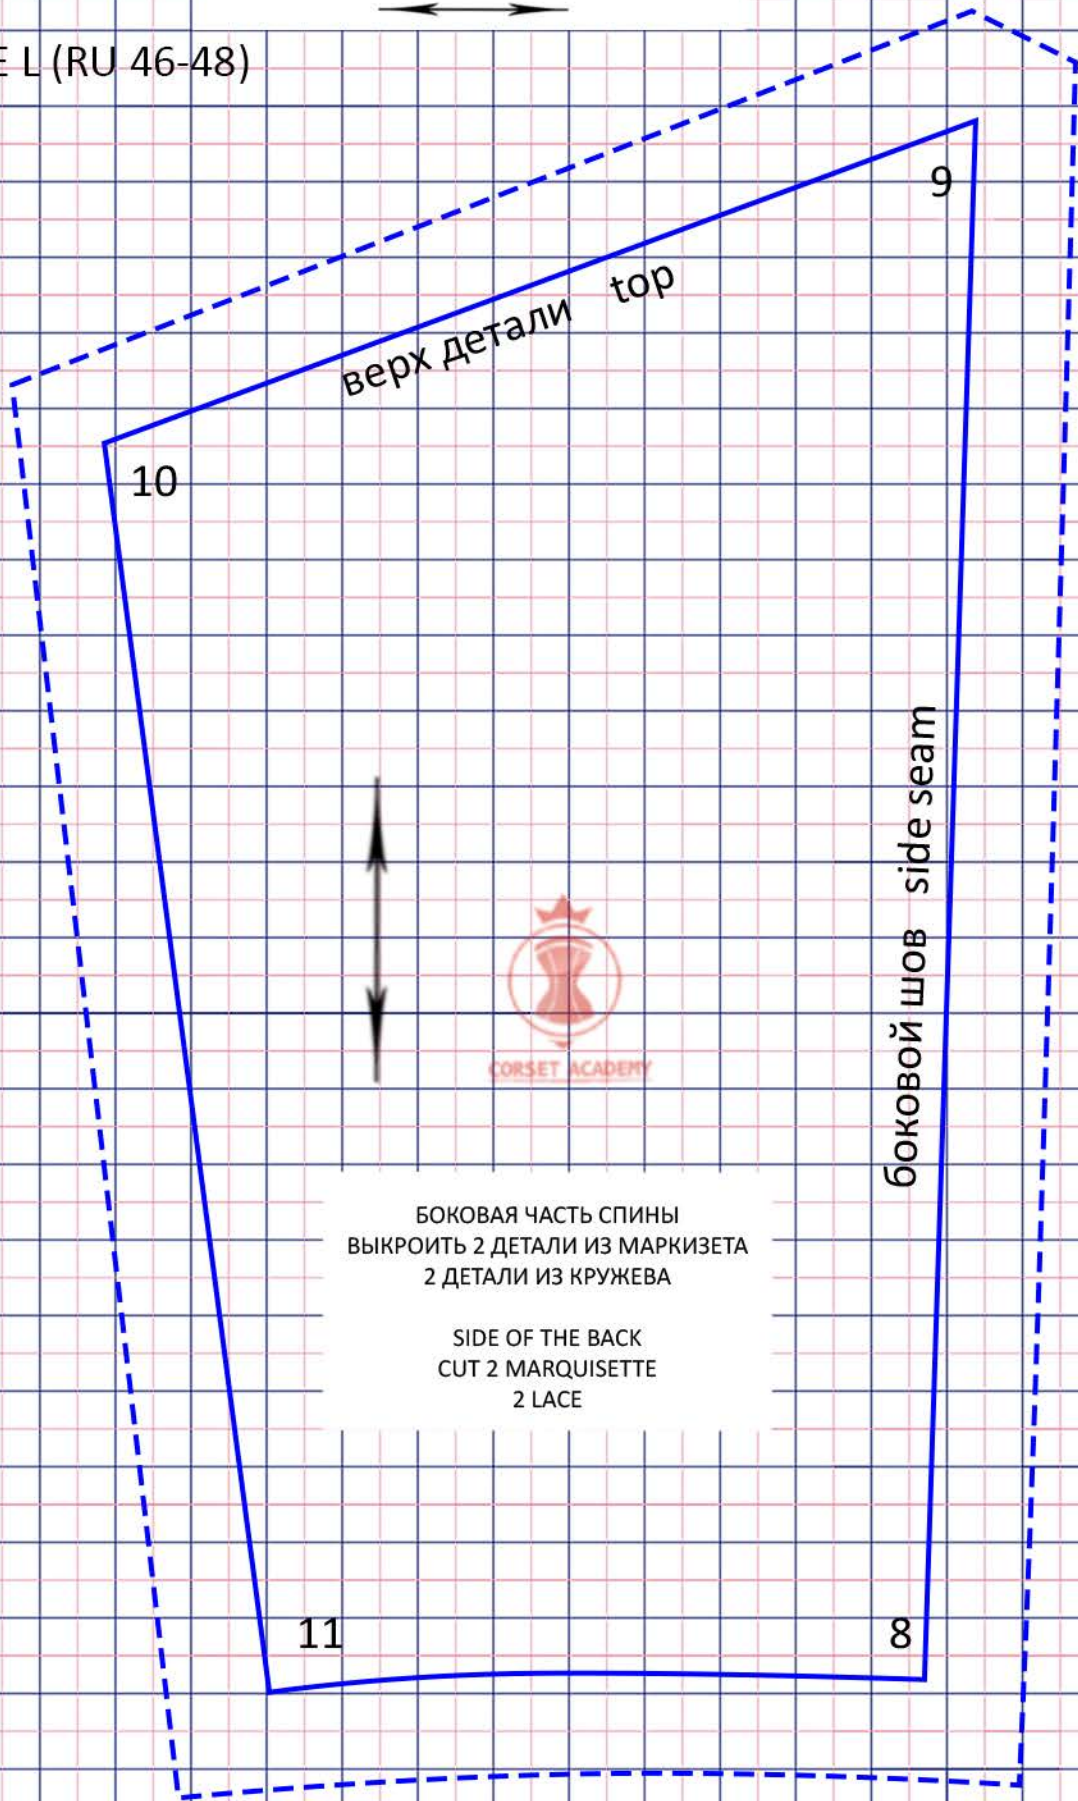 E L (RU 46-48)
9
верх детали top
10
боковой шов side seam
CORSET ACADEMY
БОКОВАЯ ЧАСТЬ СПИНЫ
ВЫКРОИТЬ 2 ДЕТАЛИ ИЗ МАРКИЗЕТА
2 ДЕТАЛИ ИЗ КРУЖЕВА
SIDE OF THE BACK
CUT 2 MARQUISETTE
2 LACE
11
8